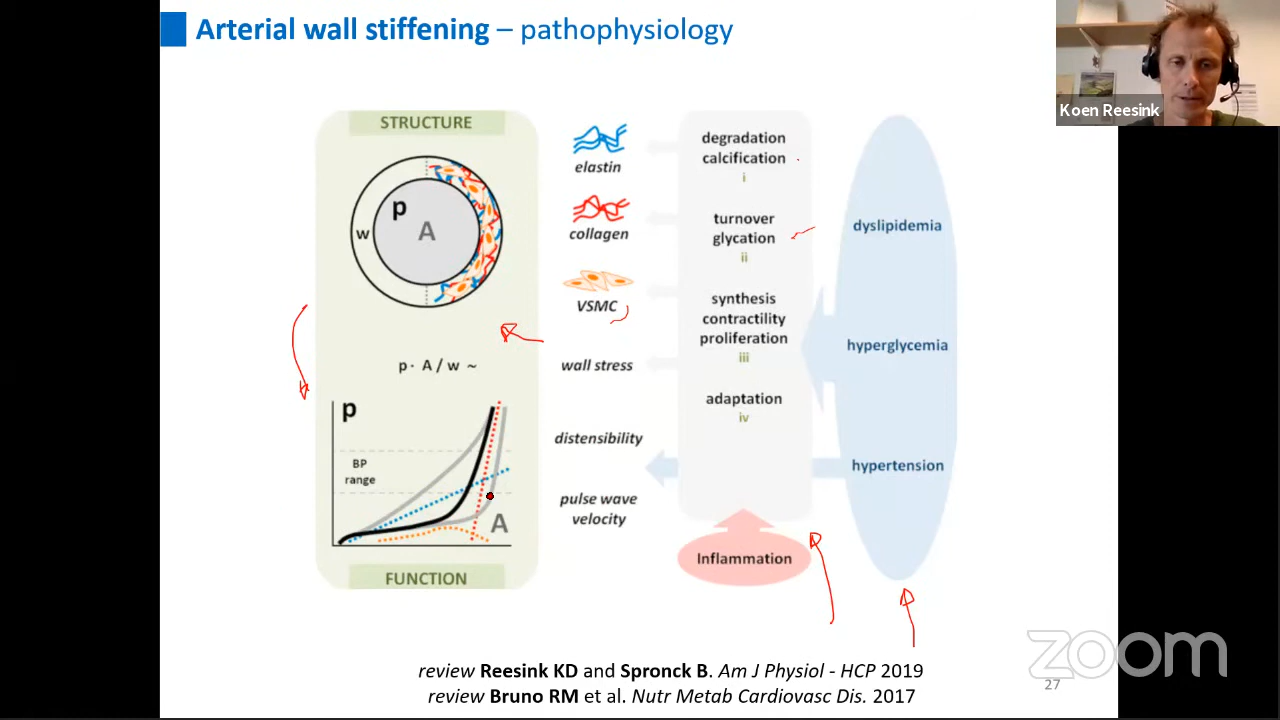 Arterial wall stiffening – pathophysiology
Koen Reesink
STRUCTURE
p
A
w
p· A / w ~
p
BP
range
A
FUNCTION
elastin
collagen
VSMC
wall stress
distensibility
pulse wave
velocity
degradation
calcification
i
turnover
glycation
ii
synthesis
contractility
proliferation
iii
adaptation
iv
Inflammation
dyslipidemia
hyperglycemia
hypertension
review Reesink KD and Spronck B. Am J Physiol - HCP 2019
review Bruno RM et al. Nutr Metab Cardiovasc Dis. 2017
zoom
27